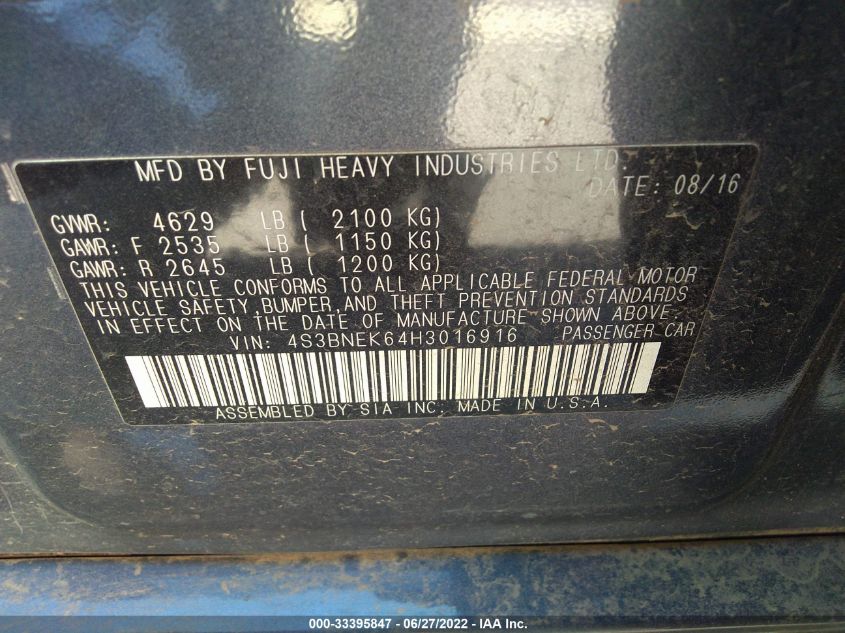 MFD BY FUJI HEAVY INDUSTRIES LTD.
DATE: 08/16
GVWR: 4629 LB ( 2100 KG)
GAWR: F 2535 LB ( 1150 KG)
GAWR: R 2645 LB ( 1200 KG)
THIS VEHICLE CONFORMS TO ALL APPLICABLE FEDERAL MOTOR
VEHICLE SAFETY,BUMPER,AND THEFT PREVENTION STANDARDS
IN EFFECT ON THE DATE OF MANUFACTURE SHOWN ABOVE.
VIN: 4S3BNEK64H3016916 PASSENGER CAR
ASSEMBLED BY SIA INC. MADE IN U.S.A.
000-33395847 - 06/27/2022 - IAA Inc.